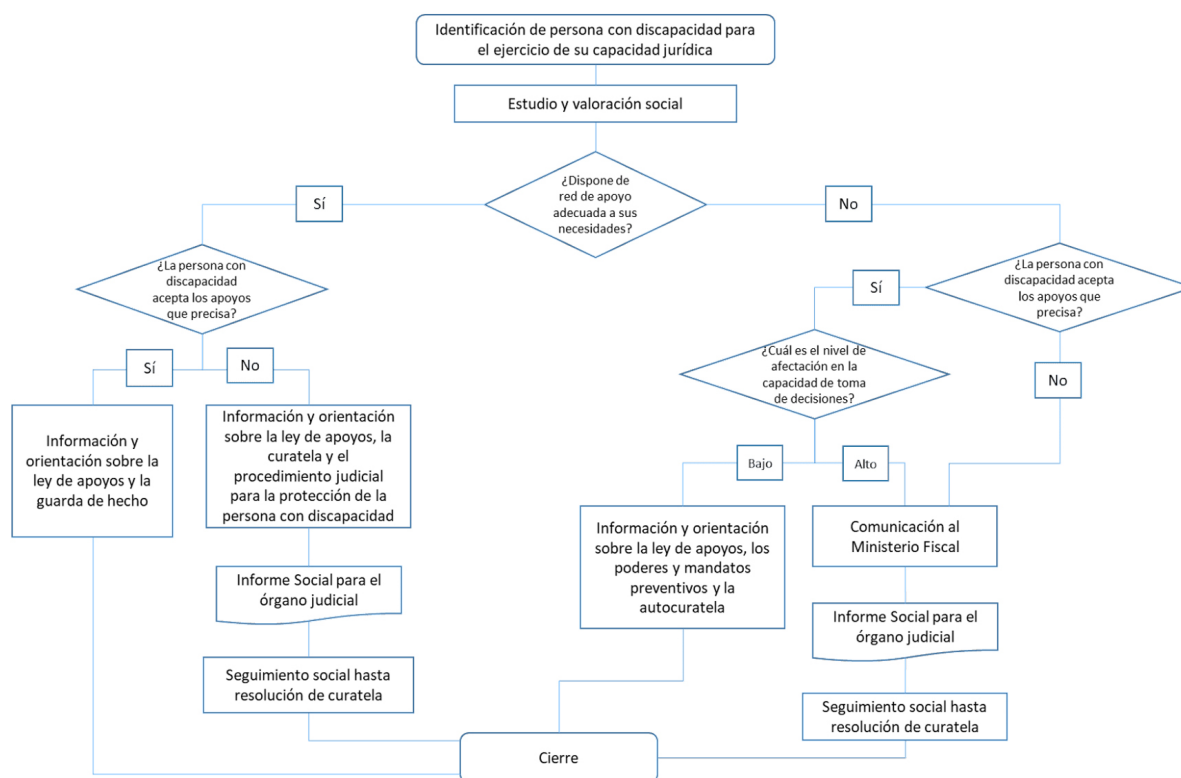 Identificación de persona con discapacidad para
el ejercicio de su capacidad jurídica
Estudio y valoración social
¿Dispone de
red de apoyo
adecuada a sus
necesidades?
Sí
No
¿La persona con
discapacidad
acepta los apoyos
que precisa?
¿La persona con
discapacidad acepta
los apoyos que
precisa?
Sí
¿Cuál es el nivel de
afectación en la
capacidad de toma
de decisiones?
Sí
No
No
Información y
orientación sobre la
ley de apoyos y la
guarda de hecho
Información y orientación
sobre la ley de apoyos, la
curatela y el
procedimiento judicial
para la protección de la
persona con discapacidad
Bajo
Alto
Información y orientación
sobre la ley de apoyos, los
poderes y mandatos
preventivos y la
autocuratela
Comunicación al
Ministerio Fiscal
Informe Social para el
órgano judicial
Informe Social para el
órgano judicial
Seguimiento social hasta
resolución de curatela
Seguimiento social hasta
resolución de curatela
Cierre